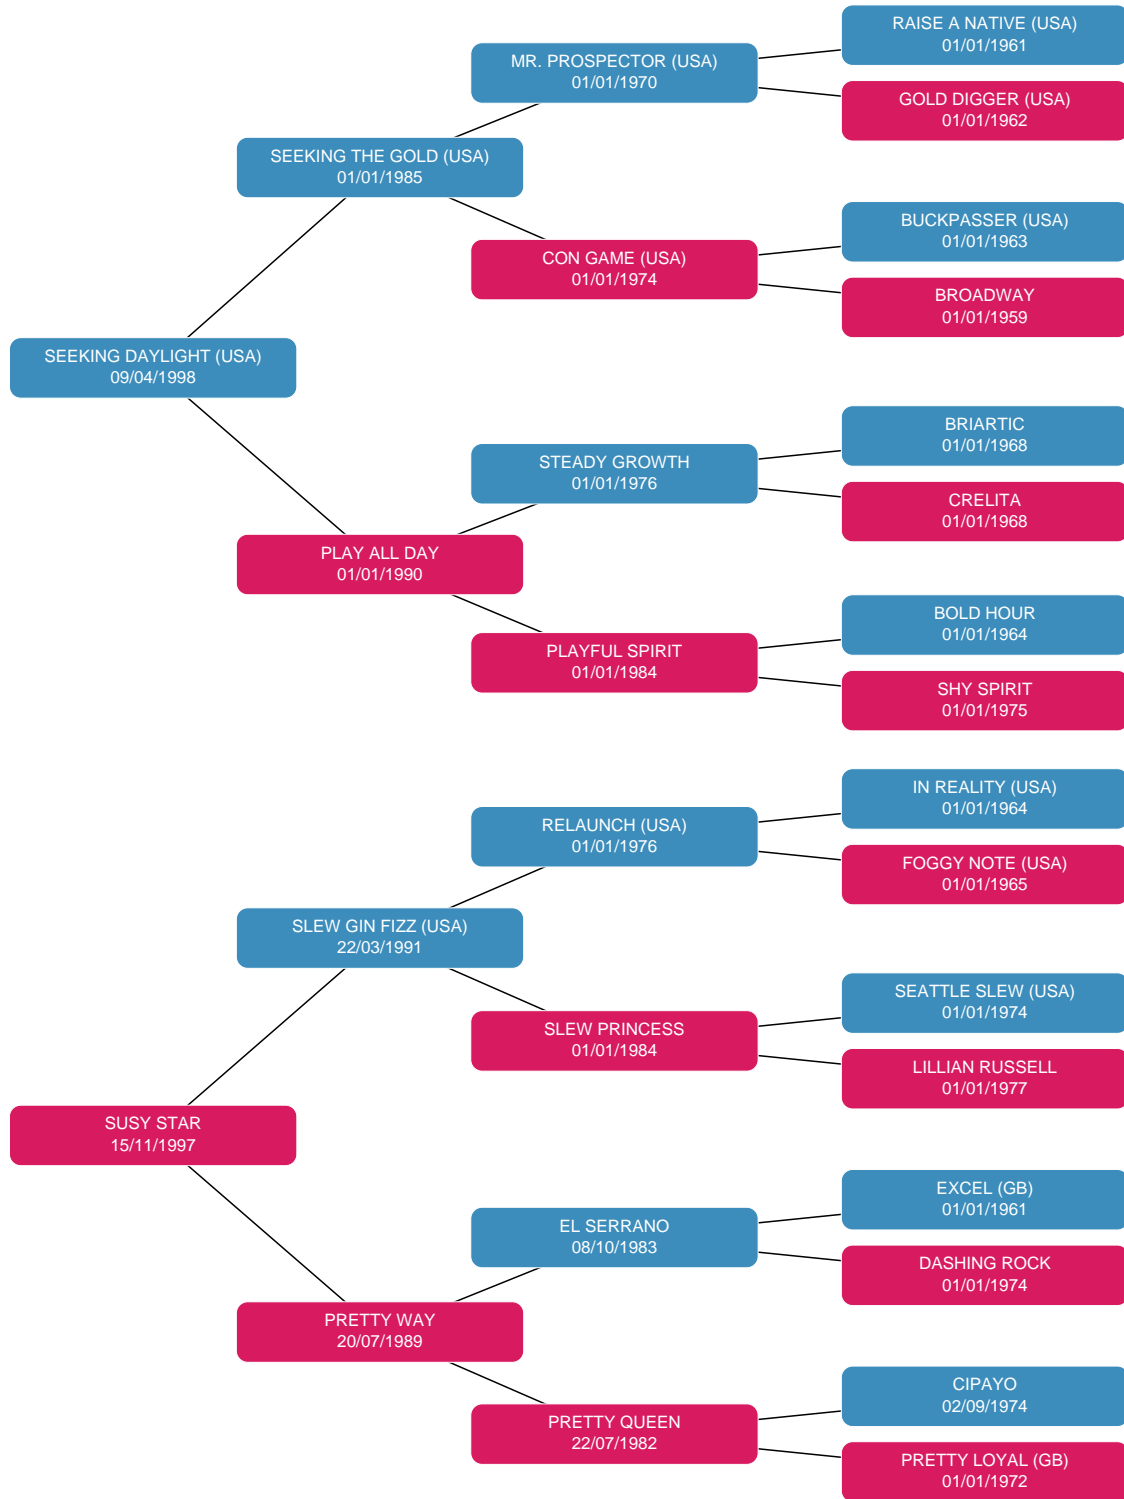 RAISE A NATIVE (USA)
01/01/1961
MR. PROSPECTOR (USA)
01/01/1970
GOLD DIGGER (USA)
01/01/1962
SEEKING THE GOLD (USA)
01/01/1985
BUCKPASSER (USA)
01/01/1963
CON GAME (USA)
01/01/1974
BROADWAY
01/01/1959
SEEKING DAYLIGHT (USA)
09/04/1998
BRIARTIC
01/01/1968
STEADY GROWTH
01/01/1976
CRELITA
01/01/1968
PLAY ALL DAY
01/01/1990
BOLD HOUR
01/01/1964
PLAYFUL SPIRIT
01/01/1984
SHY SPIRIT
01/01/1975
IN REALITY (USA)
01/01/1964
RELAUNCH (USA)
01/01/1976
FOGGY NOTE (USA)
01/01/1965
SLEW GIN FIZZ (USA)
22/03/1991
SEATTLE SLEW (USA)
01/01/1974
SLEW PRINCESS
01/01/1984
LILLIAN RUSSELL
01/01/1977
SUSY STAR
15/11/1997
EXCEL (GB)
01/01/1961
EL SERRANO
08/10/1983
DASHING ROCK
01/01/1974
PRETTY WAY
20/07/1989
CIPAYO
02/09/1974
PRETTY QUEEN
22/07/1982
PRETTY LOYAL (GB)
01/01/1972